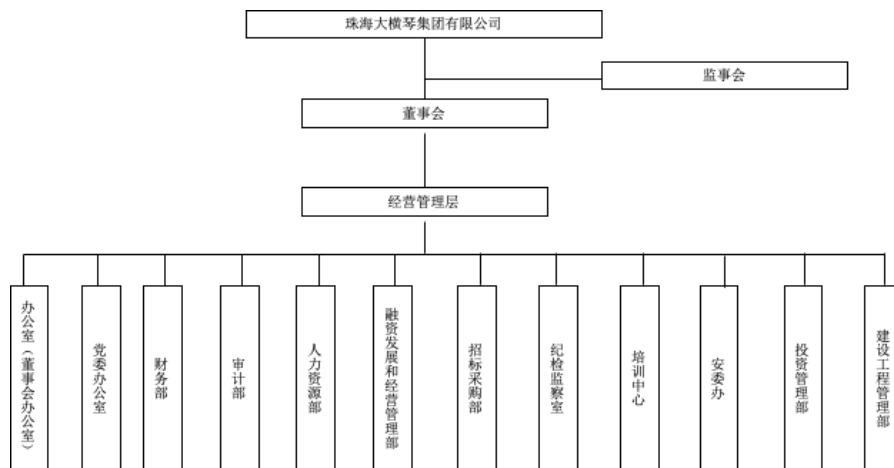 珠海大横琴集团有限公司
监事会
董事会
经营管理层
办公室（董事会办公室）
党委办公室
财务部
审计部
人力资源部
融资发展和经营管理部
招标采购部
纪检监察室
培训中心
安委办
投资管理部
建设工程管理部